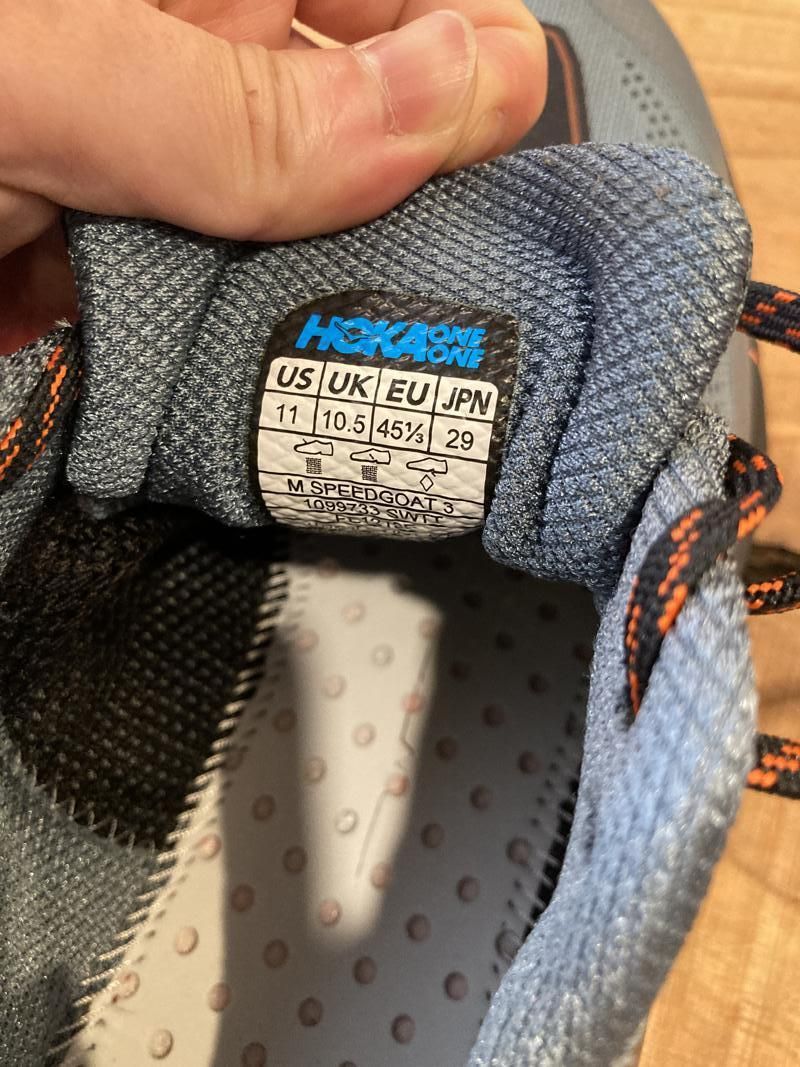 HOKA ONE ONE
US UK EU JPN
11 10.5 45⅓ 29
M SPEEDGOAT 3
1099733 SWTT